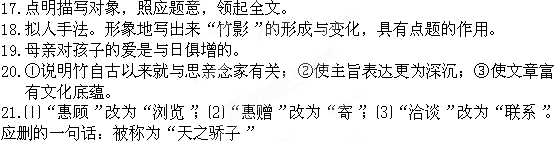 17. 点明描写对象，照应题意，领起全文。
18. 拟人手法。形象地写出来“竹影”的形成与变化，具有点题的作用。
19. 母亲对孩子的爱是与日俱增的。
20. ①说明竹自古以来就与思亲念家有关；②使主旨表达更为深沉；③使文章富
有文化底蕴。
21. ⑴“惠顾”改为“浏览”；⑵“惠赠”改为“寄”；⑶“洽谈”改为“联系”。
应删的一句话：被称为“天之骄子”